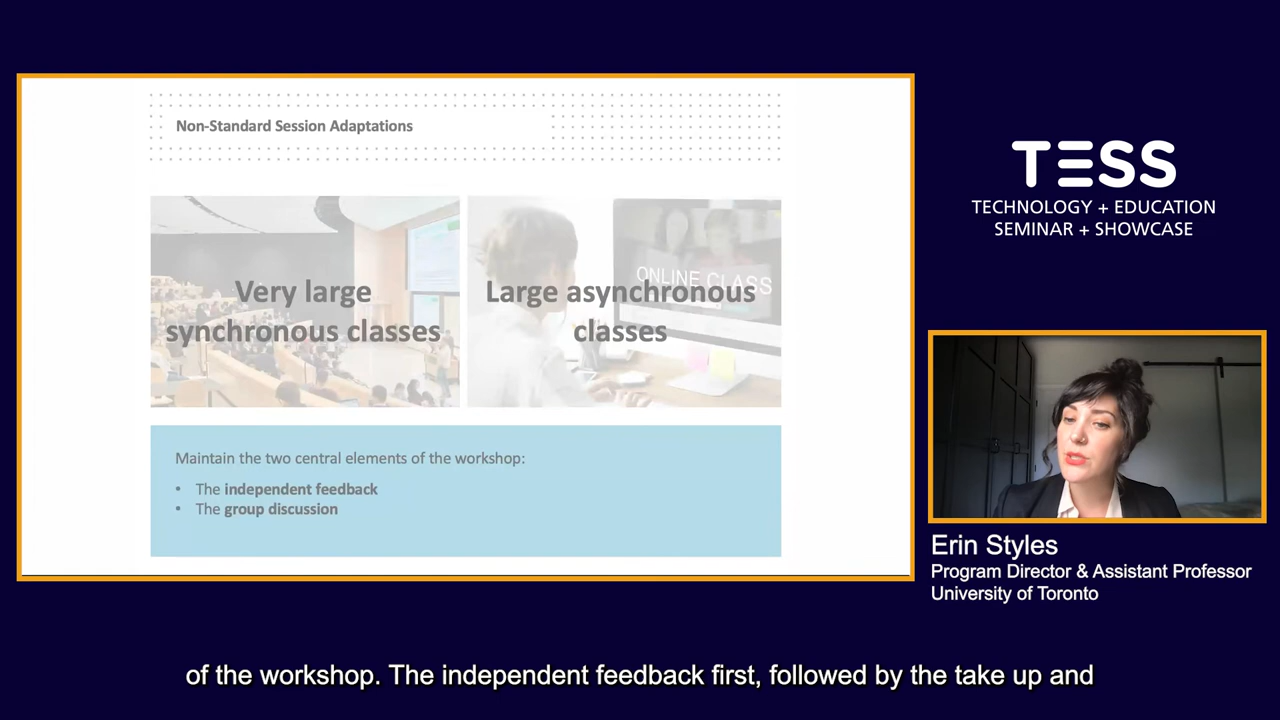 Non-Standard Session Adaptations
Very large
synchronous classes
ONLINE CLASS
Large asynchronous
classes
Maintain the two central elements of the workshop:
• The independent feedback
• The group discussion
TESS
TECHNOLOGY + EDUCATION
SEMINAR + SHOWCASE
Erin Styles
Program Director & Assistant Professor
University of Toronto
of the workshop. The independent feedback first, followed by the take up and